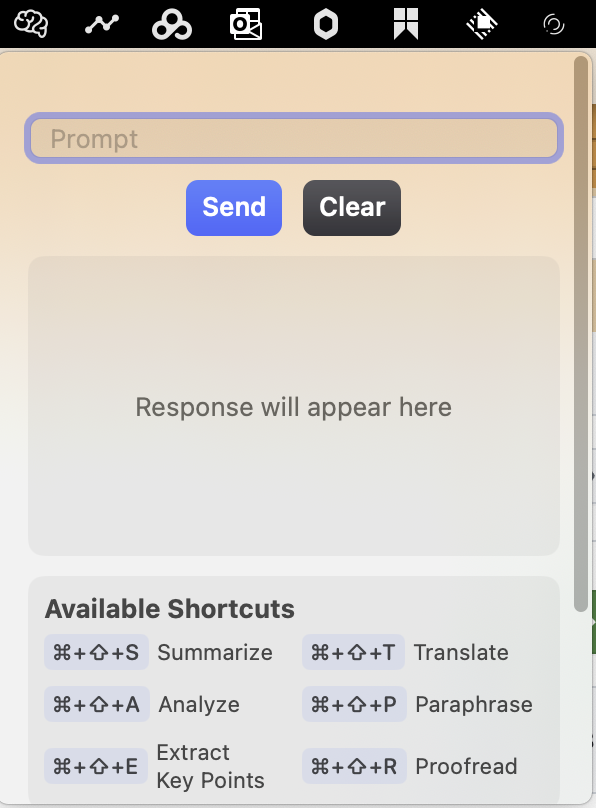 Prompt
Send Clear
Response will appear here
Available Shortcuts
⌘+⇧+S Summarize ⌘+⇧+T Translate
⌘+⇧+A Analyze ⌘+⇧+P Paraphrase
⌘+⇧+E Extract Key Points ⌘+⇧+R Proofread